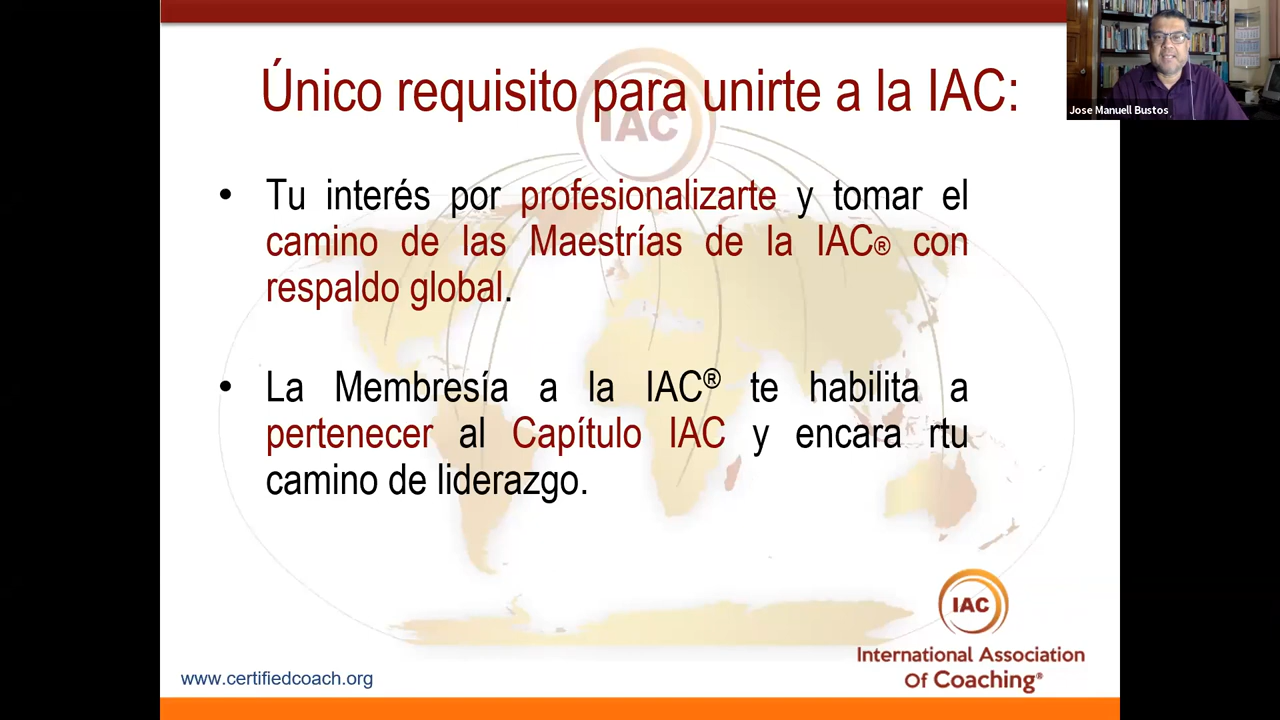 Único requisito para unirte a la IAC:
IAC
Jose Manuell Bustos
• Tu interés por profesionalizarte y tomar el
camino de las Maestrías de la IAC® con
respaldo global.
• La Membresía a la IAC® te habilita a
pertenecer al Capítulo IAC y encara rtu
camino de liderazgo.
IAC
International Association
Of Coaching®
www.certifiedcoach.org